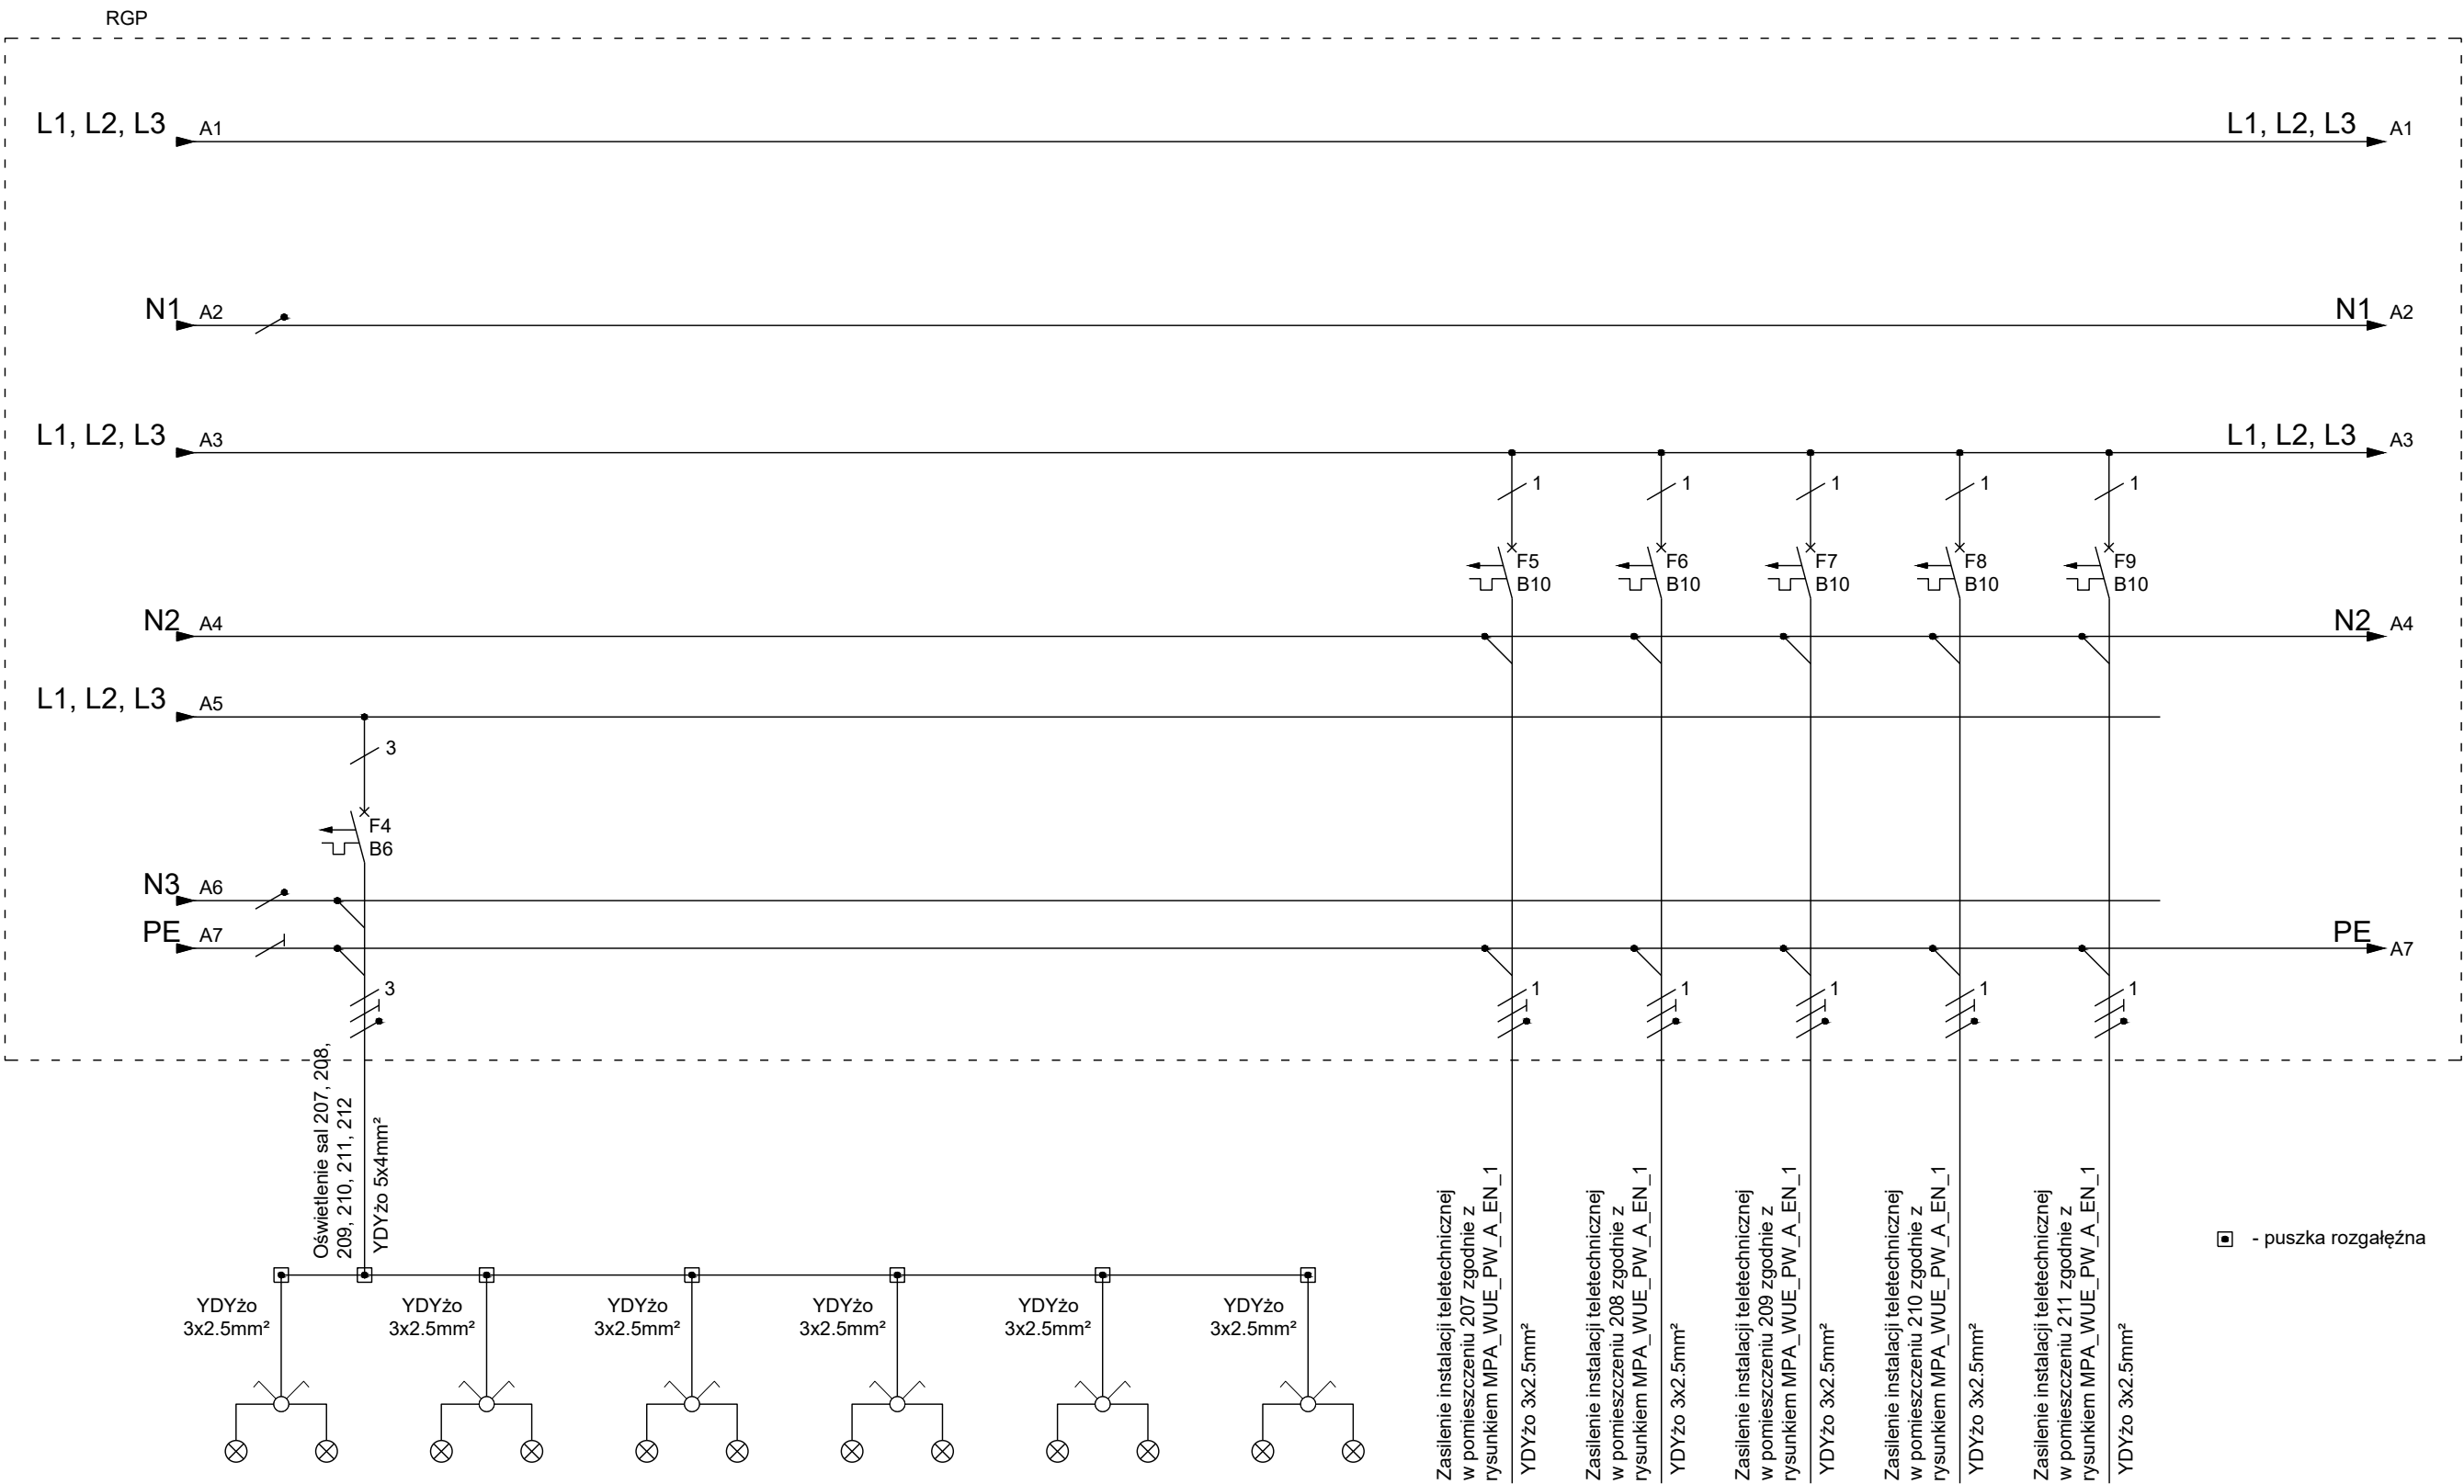 RGP
L1, L2, L3 A1
L1, L2, L3 A1
N1 A2
N1 A2
L1, L2, L3 A3
L1, L2, L3 A3
1
1
1
1
1
F5
B10
F6
B10
F7
B10
F8
B10
F9
B10
N2 A4
N2 A4
L1, L2, L3 A5
3
F4
B6
N3 A6
PE A7
PE A7
3
1
1
1
1
1
Oświetlenie sal 207, 208,
209, 210, 211, 212
YDYżo 5x4mm²
Zasilenie instalacji teletechnicznej
w pomieszczeniu 207 zgodnie z
rysunkiem MPA_WUE_PW_A_EN_1
YDYżo 3x2.5mm²
Zasilenie instalacji teletechnicznej
w pomieszczeniu 208 zgodnie z
rysunkiem MPA_WUE_PW_A_EN_1
YDYżo 3x2.5mm²
Zasilenie instalacji teletechnicznej
w pomieszczeniu 209 zgodnie z
rysunkiem MPA_WUE_PW_A_EN_1
YDYżo 3x2.5mm²
Zasilenie instalacji teletechnicznej
w pomieszczeniu 210 zgodnie z
rysunkiem MPA_WUE_PW_A_EN_1
YDYżo 3x2.5mm²
Zasilenie instalacji teletechnicznej
w pomieszczeniu 211 zgodnie z
rysunkiem MPA_WUE_PW_A_EN_1
YDYżo 3x2.5mm²
- puszka rozgałęźna
YDYżo
3x2.5mm²
YDYżo
3x2.5mm²
YDYżo
3x2.5mm²
YDYżo
3x2.5mm²
YDYżo
3x2.5mm²
YDYżo
3x2.5mm²